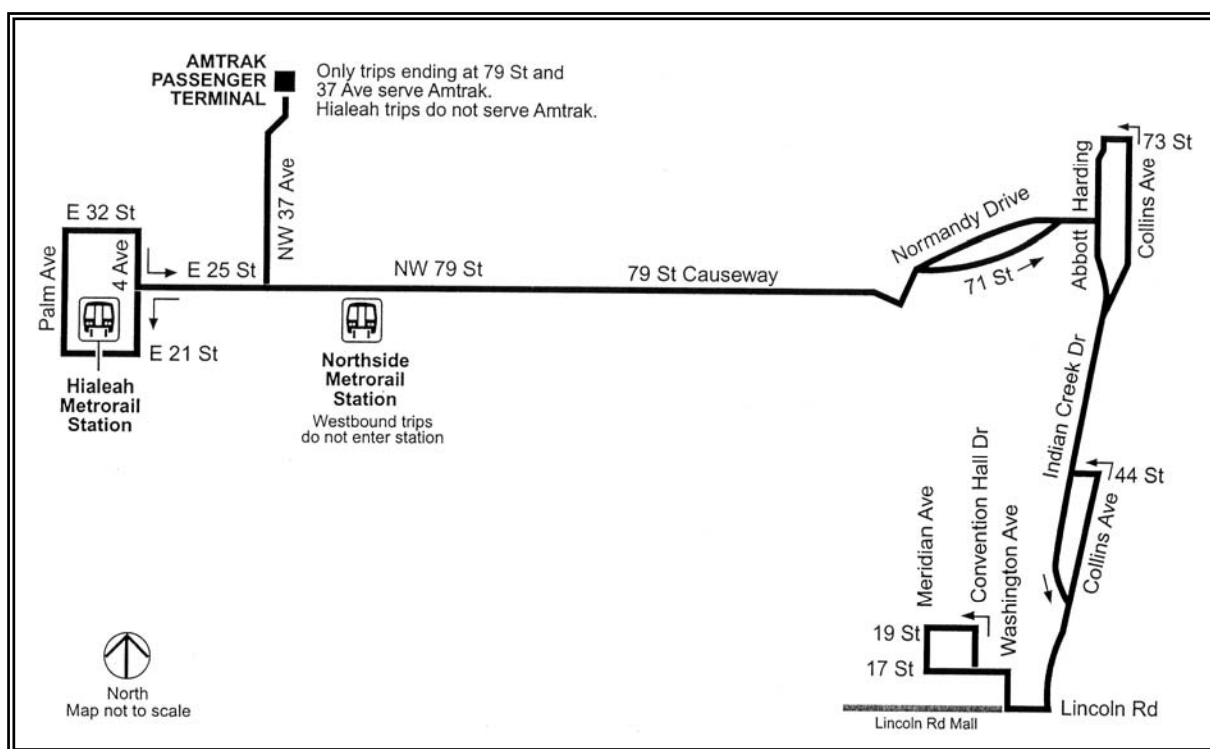 AMTRAK
PASSENGER
TERMINAL
Only trips ending at 79 St and
37 Ave serve Amtrak.
Hialeah trips do not serve Amtrak.
73 St
Harding
Abbott
Collins Ave
NW 37 Ave
E 32 St
Palm Ave
4 Ave
E 25 St
NW 79 St
79 St Causeway
Normandy Drive
71 St
E 21 St
Hialeah
Metrorail
Station
Northside
Metrorail
Station
Westbound trips
do not enter station
Indian Creek Dr
44 St
Collins Ave
Meridian Ave
Convention Hall Dr
Washington Ave
19 St
17 St
Lincoln Rd
Lincoln Rd Mall
North
Map not to scale